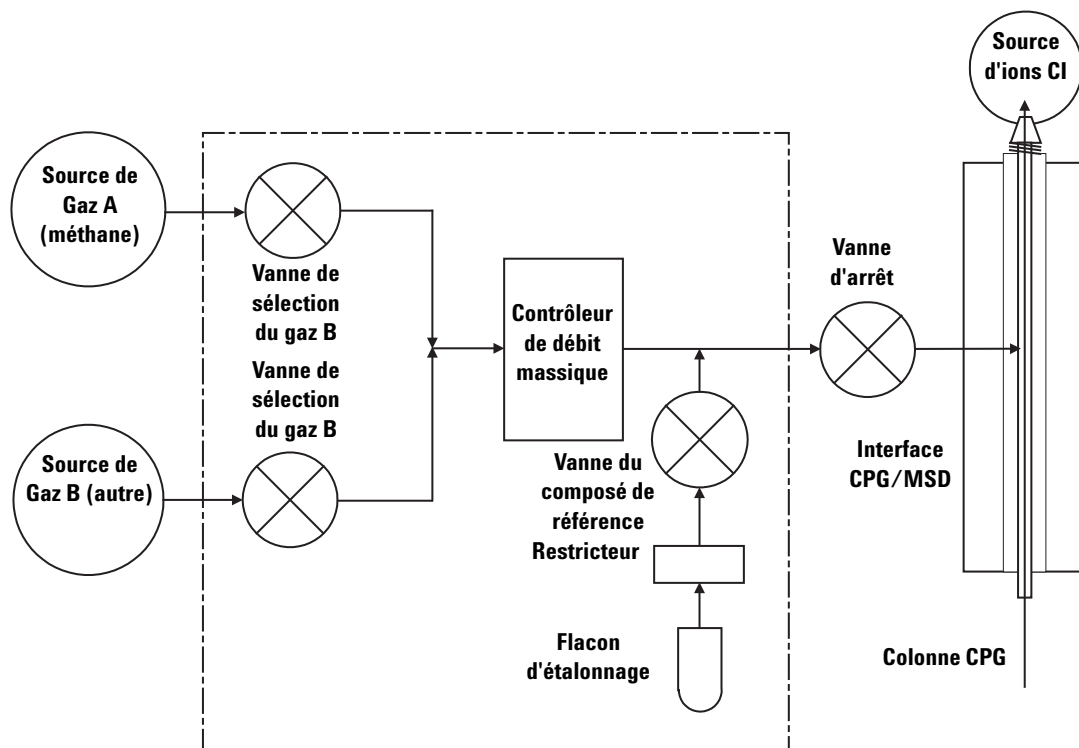 Source
d'ions CI
Source de
Gaz A
(méthane)
Vanne de
sélection
du gaz B
Vanne de
sélection
du gaz B
Source de
Gaz B (autre)
Contrôleur
de débit
massique
Vanne
d'arrêt
Vanne du
composé de
référence
Restricteur
Interface
CPG/MSD
Flacon
d'étalonnage
Colonne CPG